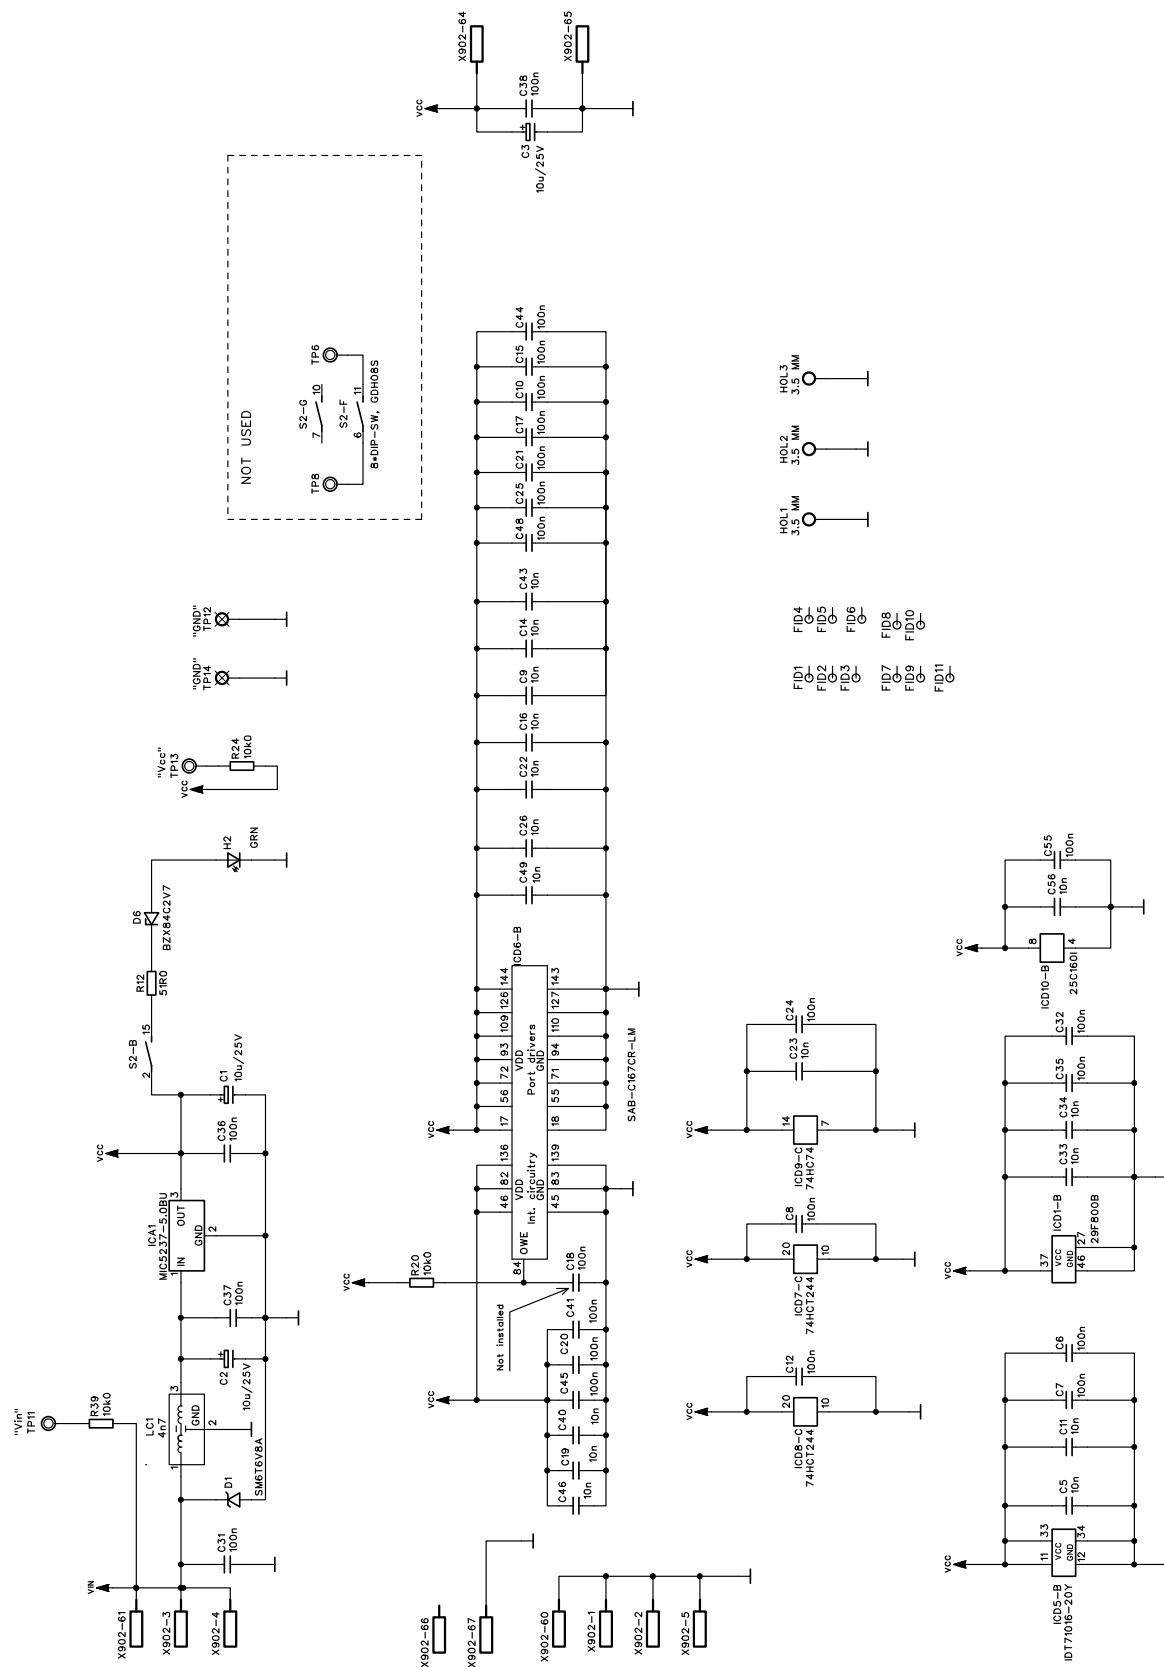 X902-64
X902-65
VCC
C38
100n
C3
+
10u/25V
NOT USED
S2-G
7
10
TP8
TP6
S2-F
6
11
8*DIP-SW, GDH08S
C44
100n
C15
100n
C10
100n
C17
100n
C21
100n
C25
100n
C48
100n
C43
10n
C14
10n
C9
10n
C16
10n
C22
10n
C26
10n
C49
10n
HOL1
3.5 MM
HOL2
3.5 MM
HOL3
3.5 MM
"GND"
TP12
"GND"
TP14
"Vcc"
TP13
VCC
R24
10k0
FID1
FID2
FID3
FID4
FID5
FID6
FID7
FID8
FID9
FID10
FID11
H2
GRN
D6
BZX84C2V7
R12
51R0
S2-B
2
15
C1
+
10u/25V
C36
100n
VCC
ICA1
MIC5237-5.0BU
1
IN
OUT
3
GND
2
C37
100n
C2
+
10u/25V
LC1
4n7
1
3
GND
2
"Vin"
TP11
R39
10k0
D1
SM6T6V8A
C31
100n
VIN
X902-61
X902-3
X902-4
ICD6-B
144
126
109
93
72
56
17
136
82
46
VDD
Port drivers
GND
VDD
Int. circuitry
GND
OWE
84
143
127
110
94
71
55
18
139
83
45
SAB-C167CR-LM
VCC
VCC
R20
10k0
C18
100n
Not installed
C41
100n
C20
100n
C45
100n
C40
10n
C19
10n
C46
10n
VCC
X902-66
X902-67
X902-60
X902-1
X902-2
X902-5
VCC
14
7
ICD9-C
74HC74
C23
10n
C24
100n
VCC
20
10
ICD7-C
74HCT244
C8
100n
VCC
20
10
ICD8-C
74HCT244
C12
100n
VCC
8
4
ICD10-B
25C160I
C56
10n
C55
100n
VCC
37
VCC
GND
27
46
ICD1-B
29F800B
C33
10n
C34
10n
C35
100n
C32
100n
VCC
11
33
VCC
GND
12
34
ICD5-B
IDT71016-20Y
C5
10n
C11
10n
C7
100n
C6
100n